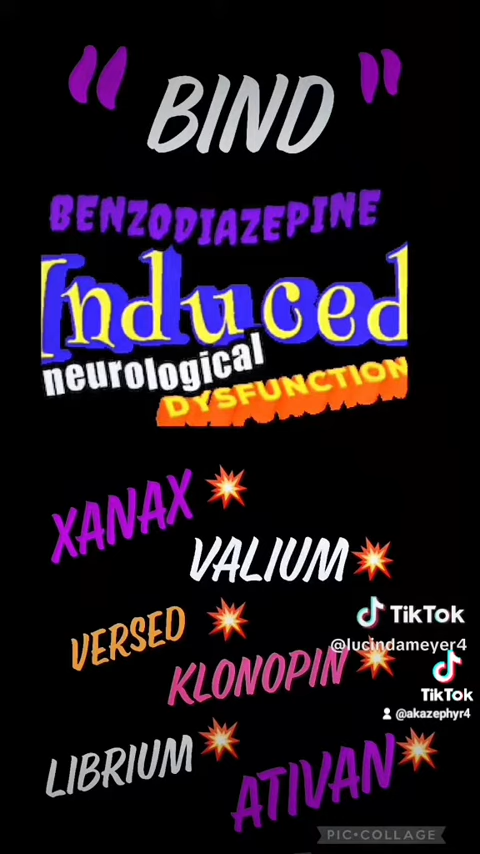 "BIND"
BENZODIAZEPINE
Induced
neurological
DYSFUNCTION
XANAX
VALIUM
VERSED
TikTok
@lucindameyer4
KLONOPIN
TikTok
@akazephyr4
LIBRIUM
ATIVAN
PIC•COLLAGE